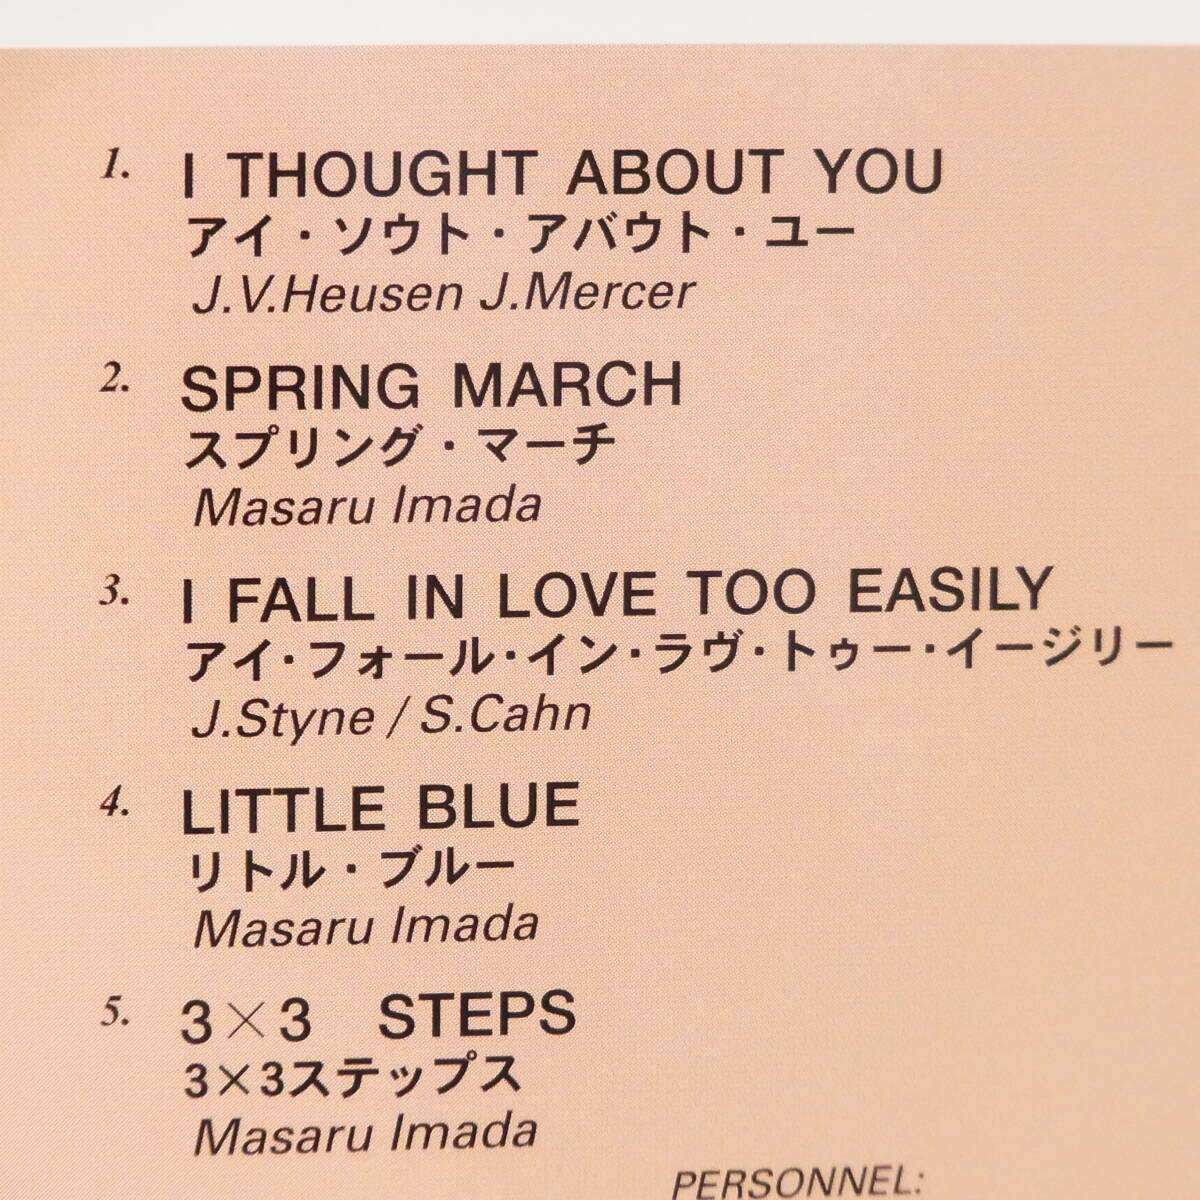 1. I THOUGHT ABOUT YOU
アイ・ソウト・アバウト・ユー
J.V.Heusen J.Mercer
2. SPRING MARCH
スプリング・マーチ
Masaru Imada
3. I FALL IN LOVE TOO EASILY
アイ・フォール・イン・ラヴ・トゥー・イージリー
J.Styne / S.Cahn
4. LITTLE BLUE
リトル・ブルー
Masaru Imada
5. 3×3 STEPS
3×3ステップス
Masaru Imada
PERSONNEL: